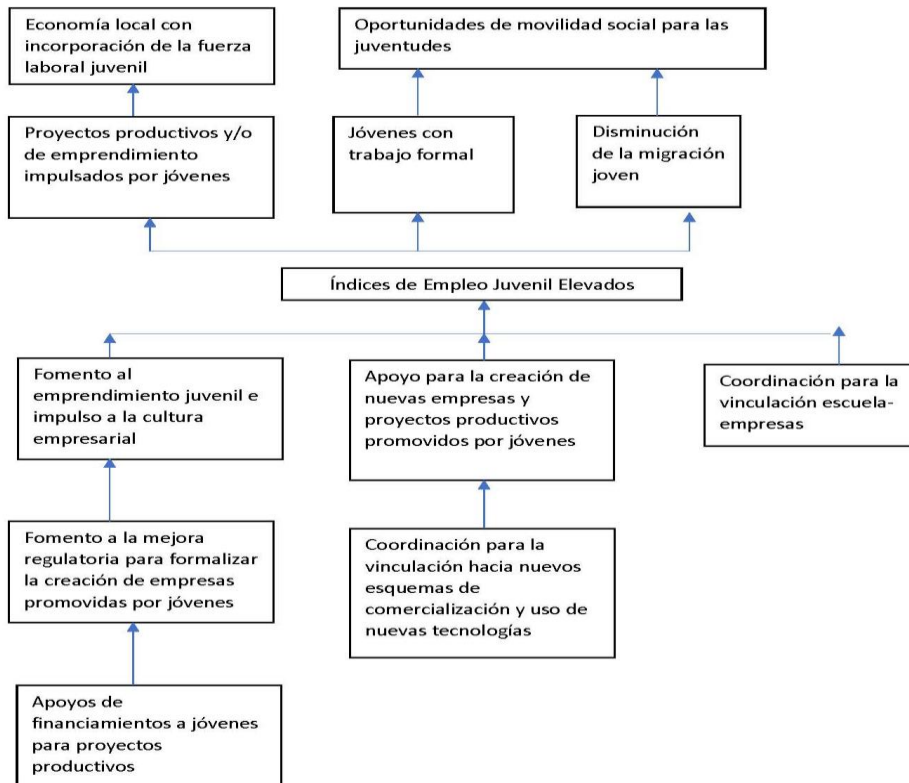 Economía local con
incorporación de la fuerza
laboral juvenil
Oportunidades de movilidad social para las
juventudes
Proyectos productivos y/o
de emprendimiento
impulsados por jóvenes
Jóvenes con
trabajo formal
Disminución
de la migración
joven
Índices de Empleo Juvenil Elevados
Fomento al
emprendimiento juvenil e
impulso a la cultura
empresarial
Apoyo para la creación de
nuevas empresas y
proyectos productivos
promovidos por jóvenes
Coordinación para la
vinculación escuela-
empresas
Fomento a la mejora
regulatoria para formalizar
la creación de empresas
promovidas por jóvenes
Coordinación para la
vinculación hacia nuevos
esquemas de
comercialización y uso de
nuevas tecnologías
Apoyos de
financiamientos a jóvenes
para proyectos
productivos